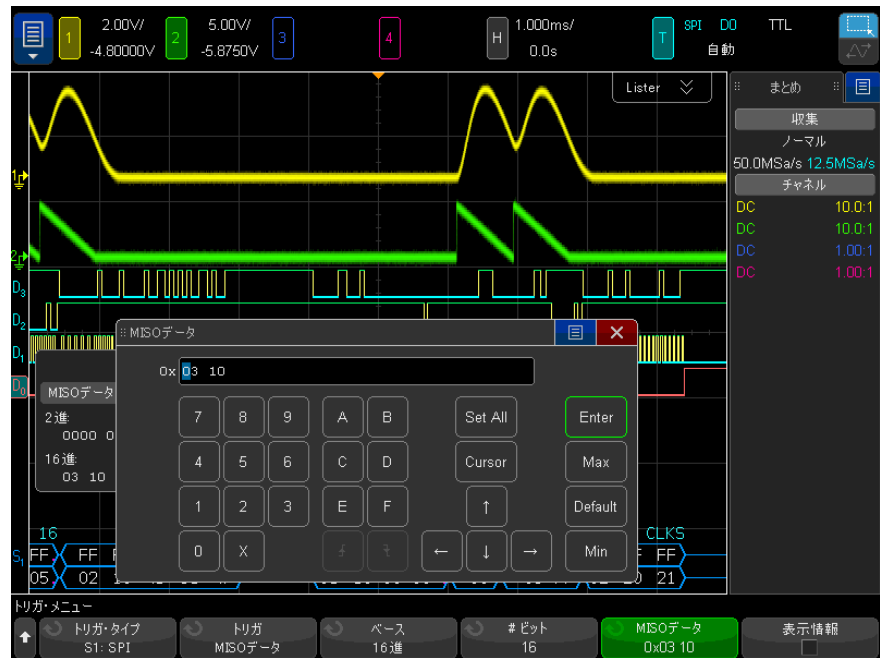 1 2.00V/ 2 5.00V/ 3 4 H 1.000ms/ T SPI D0 TTL
-4.80000V -5.8750V 0.0s 自動
Lister
まとめ
収集
ノーマル
50.0MSa/s 12.5MSa/s
チャネル
DC 10.0:1
DC 10.0:1
DC 1.00:1
DC 1.00:1
1
2
D3
D2
D1
D0
MISOデータ
2進:
0000 0
16進:
03 10
MISOデータ
0x 03 10
7 8 9 A B Set All Enter
4 5 6 C D Cursor Max
1 2 3 E F ↑ Default
0 X ← ↓ → Min
16 CLKS
S1 FF FF FF
05 02 21
トリガ・メニュー
トリガ・タイプ トリガ ベース # ビット MISOデータ 表示情報
S1: SPI MISOデータ 16進 16 0x03 10